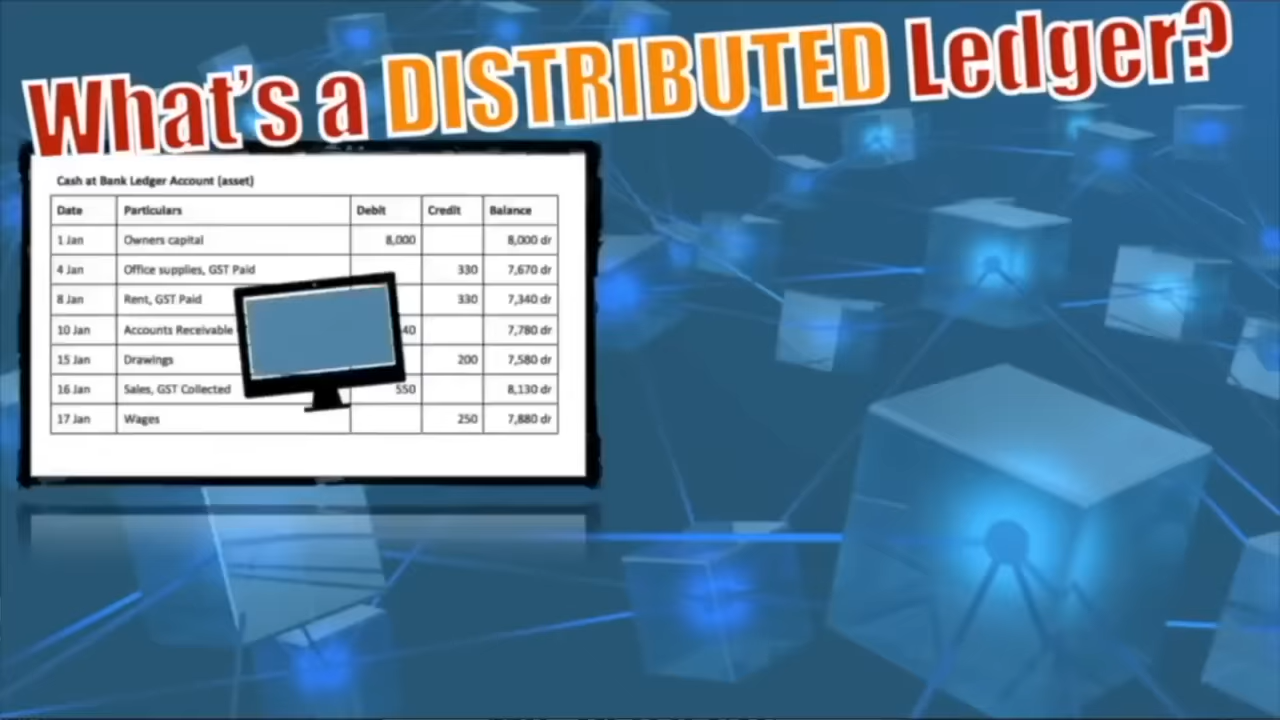 What's a DISTRIBUTED Ledger?
Cash at Bank Ledger Account (asset)
Date Particulars Debit Credit Balance
1 Jan Owners capital 8,000 8,000 dr
4 Jan Office supplies, GST Paid 330 7,670 dr
8 Jan Rent, GST Paid 330 7,340 dr
10 Jan Accounts Receivable 40 7,780 dr
15 Jan Drawings 200 7,580 dr
16 Jan Sales, GST Collected 550 8,130 dr
17 Jan Wages 250 7,880 dr